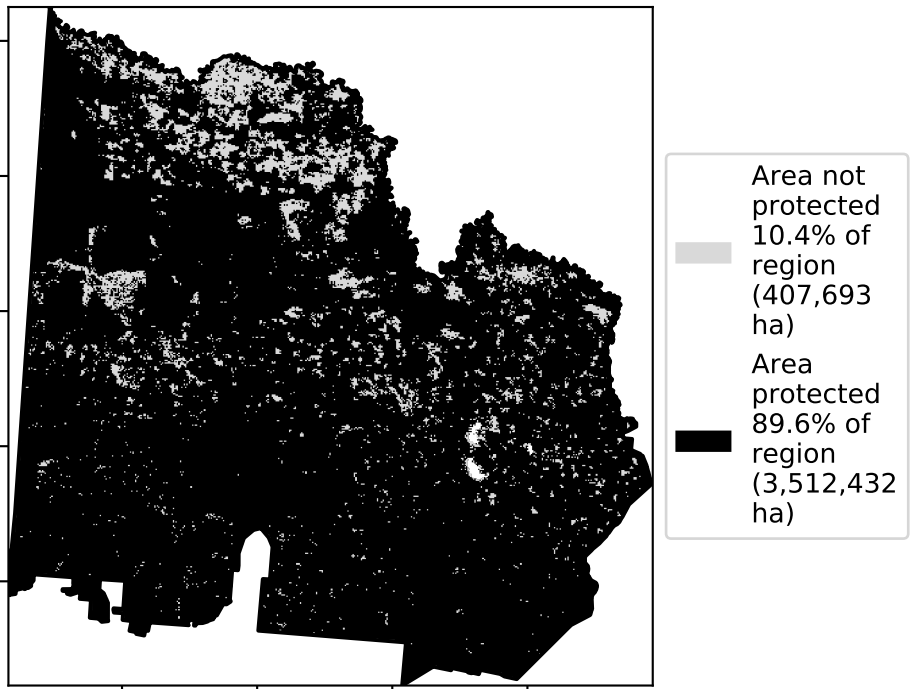 Area not
protected
10.4% of
region
(407,693
ha)
Area
protected
89.6% of
region
(3,512,432
ha)